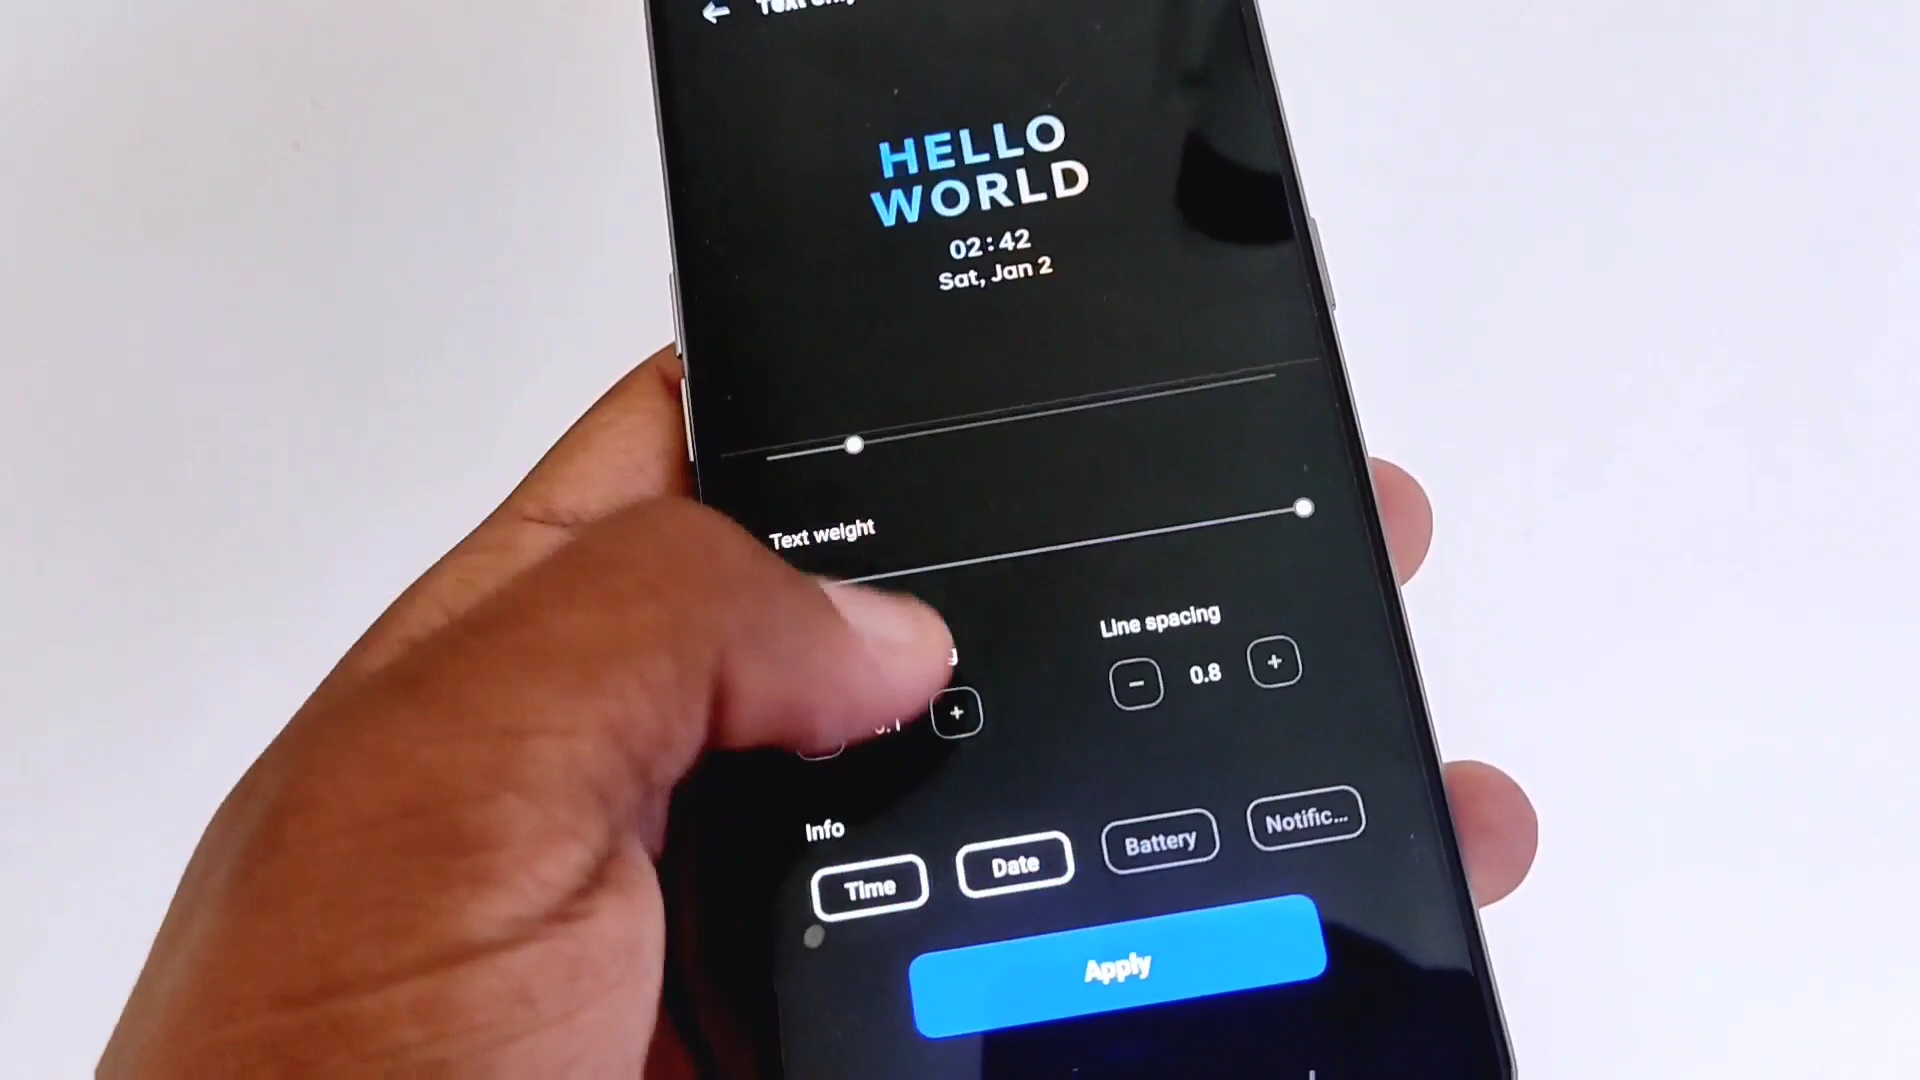 HELLO
WORLD
02:42
Sat, Jan 2
Text weight
Line spacing
+
- 0.8 +
Info
Time Date Battery Notific...
Apply